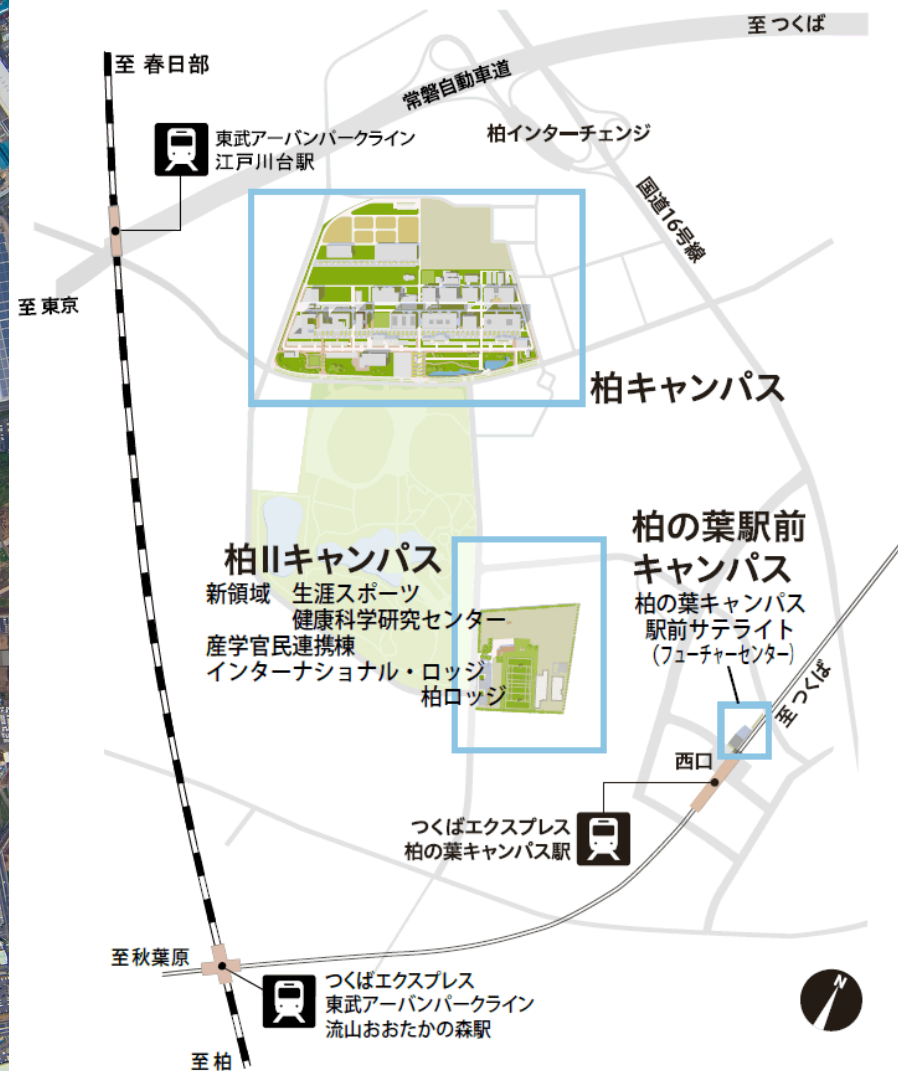 至 つくば
至 春日部
常磐自動車道
東武アーバンパークライン
江戸川台駅
柏インターチェンジ
国道16号線
至 東京
柏キャンパス
柏IIキャンパス
新領域　生涯スポーツ
健康科学研究センター
産学官民連携棟
インターナショナル・ロッジ
柏ロッジ
柏の葉駅前
キャンパス
柏の葉キャンパス
駅前サテライト
(フューチャーセンター)
至 つくば
西口
つくばエクスプレス
柏の葉キャンパス駅
至秋葉原
つくばエクスプレス
東武アーバンパークライン
流山おおたかの森駅
至 柏
N